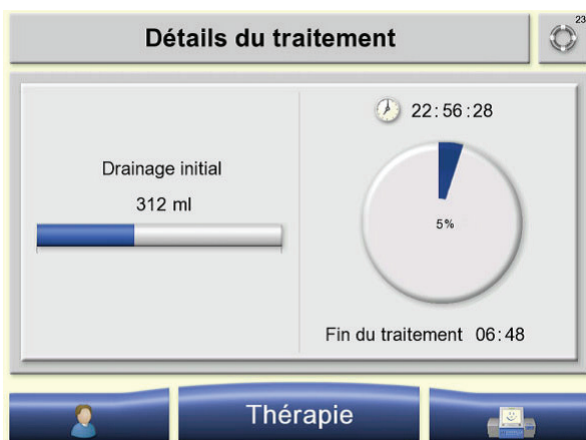 Détails du traitement
23
Drainage initial
312 ml
22:56:28
5%
Fin du traitement 06:48
Thérapie